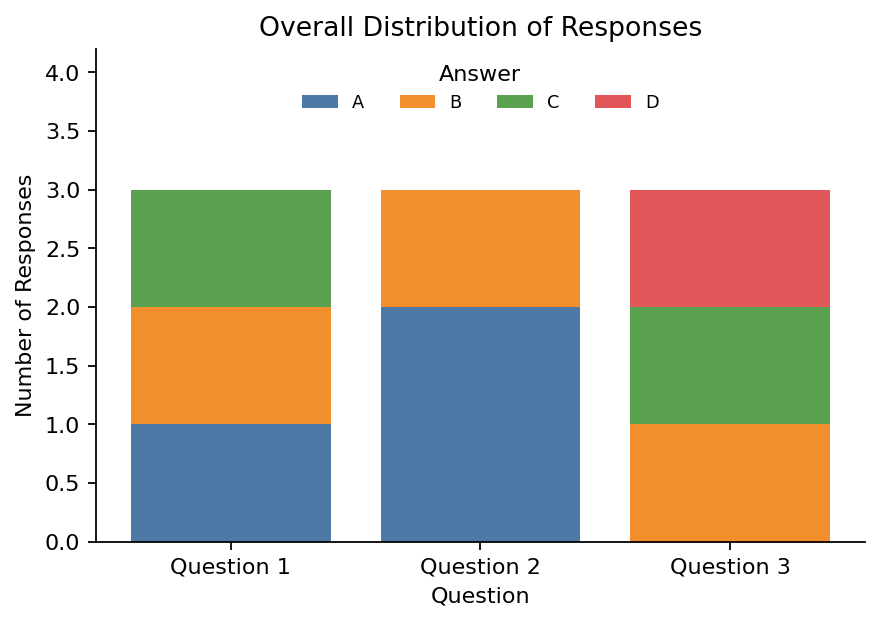 Overall Distribution of Responses
Answer
A B C D
4.0
3.5
3.0
2.5
2.0
1.5
1.0
0.5
0.0
Number of Responses
Question 1 Question 2 Question 3
Question